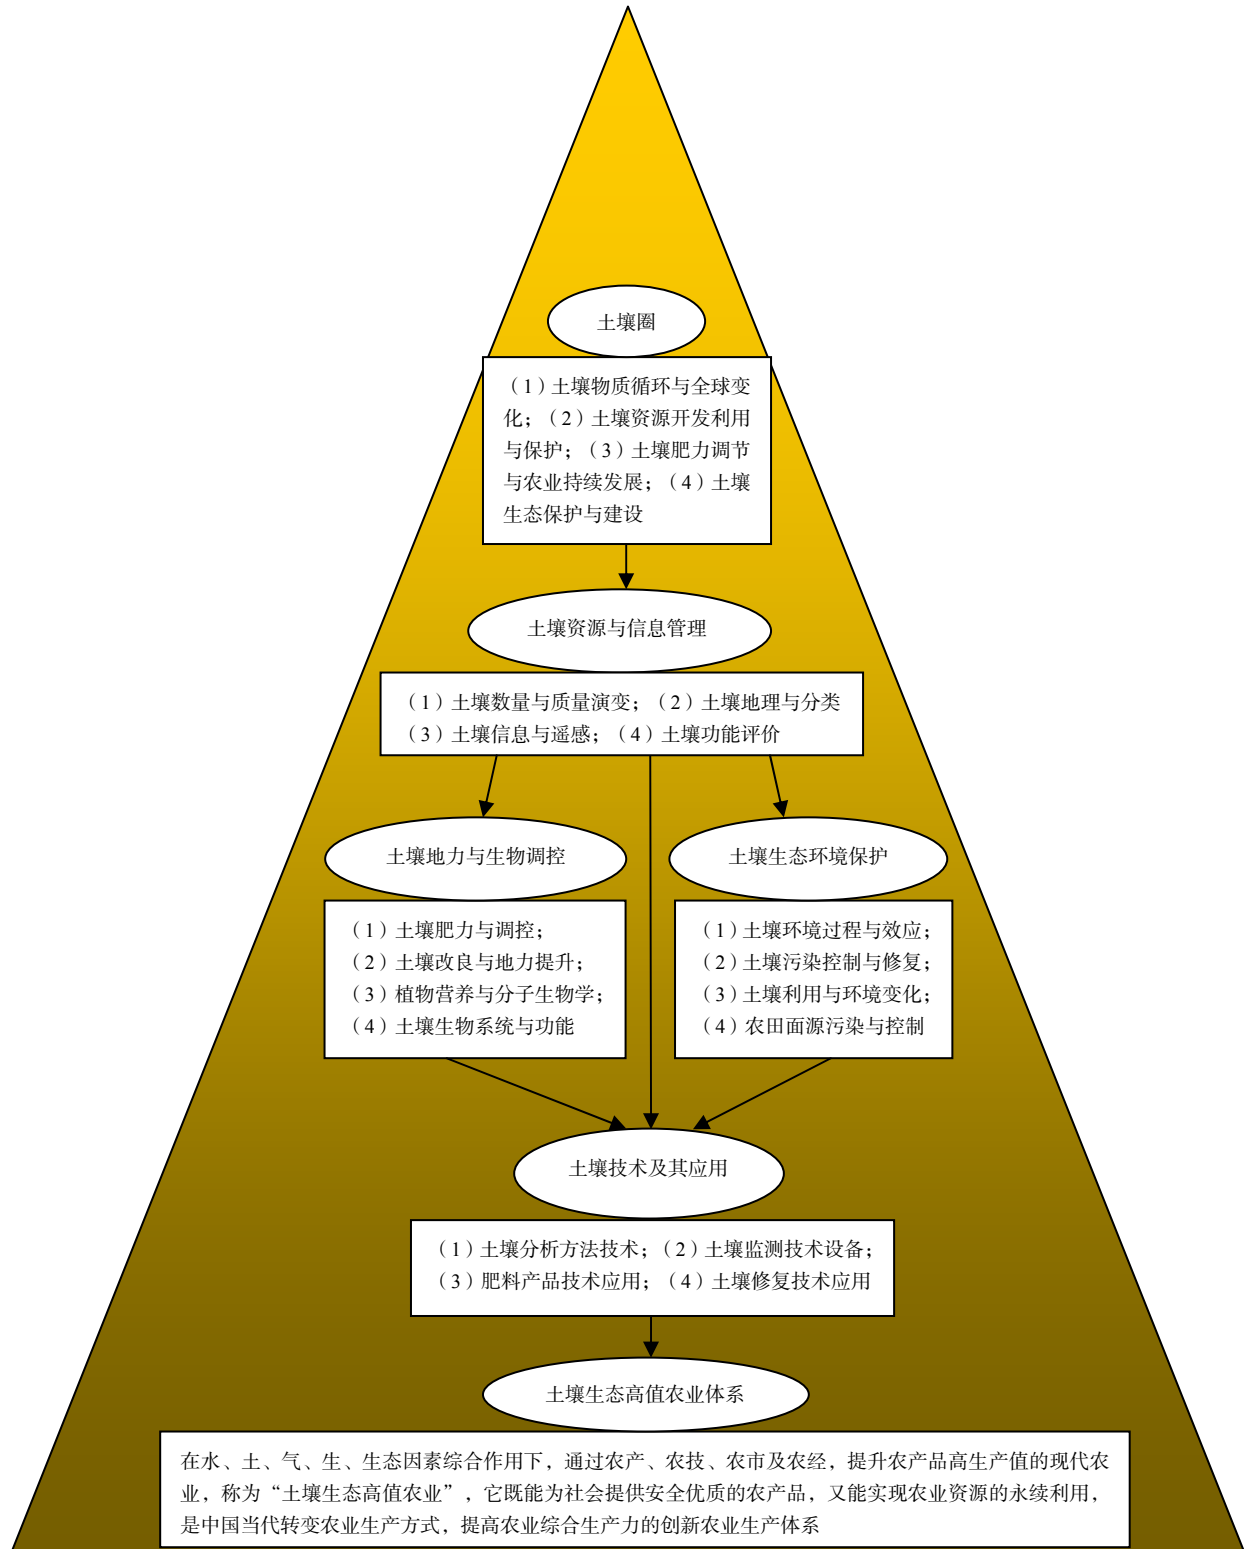 土壤圈
（1）土壤物质循环与全球变
化；（2）土壤资源开发利用
与保护；（3）土壤肥力调节
与农业持续发展；（4）土壤
生态保护与建设
土壤资源与信息管理
（1）土壤数量与质量演变；（2）土壤地理与分类
（3）土壤信息与遥感；（4）土壤功能评价
土壤地力与生物调控
（1）土壤肥力与调控；
（2）土壤改良与地力提升；
（3）植物营养与分子生物学；
（4）土壤生物系统与功能
土壤生态环境保护
（1）土壤环境过程与效应；
（2）土壤污染控制与修复；
（3）土壤利用与环境变化；
（4）农田面源污染与控制
土壤技术及其应用
（1）土壤分析方法技术；（2）土壤监测技术设备；
（3）肥料产品技术应用；（4）土壤修复技术应用
土壤生态高值农业体系
在水、土、气、生、生态因素综合作用下，通过农产、农技、农市及农经，提升农产品高生产值的现代农
业，称为“土壤生态高值农业”，它既能为社会提供安全优质的农产品，又能实现农业资源的永续利用，
是中国当代转变农业生产方式，提高农业综合生产力的创新农业生产体系